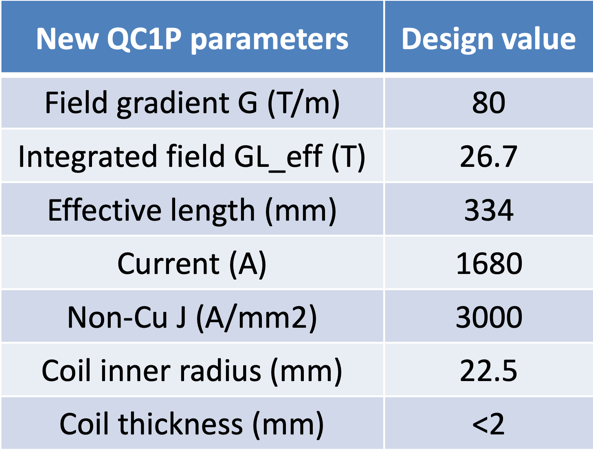 New QC1P parameters Design value
Field gradient G (T/m) 80
Integrated field GL_eff (T) 26.7
Effective length (mm) 334
Current (A) 1680
Non-Cu J (A/mm2) 3000
Coil inner radius (mm) 22.5
Coil thickness (mm) <2